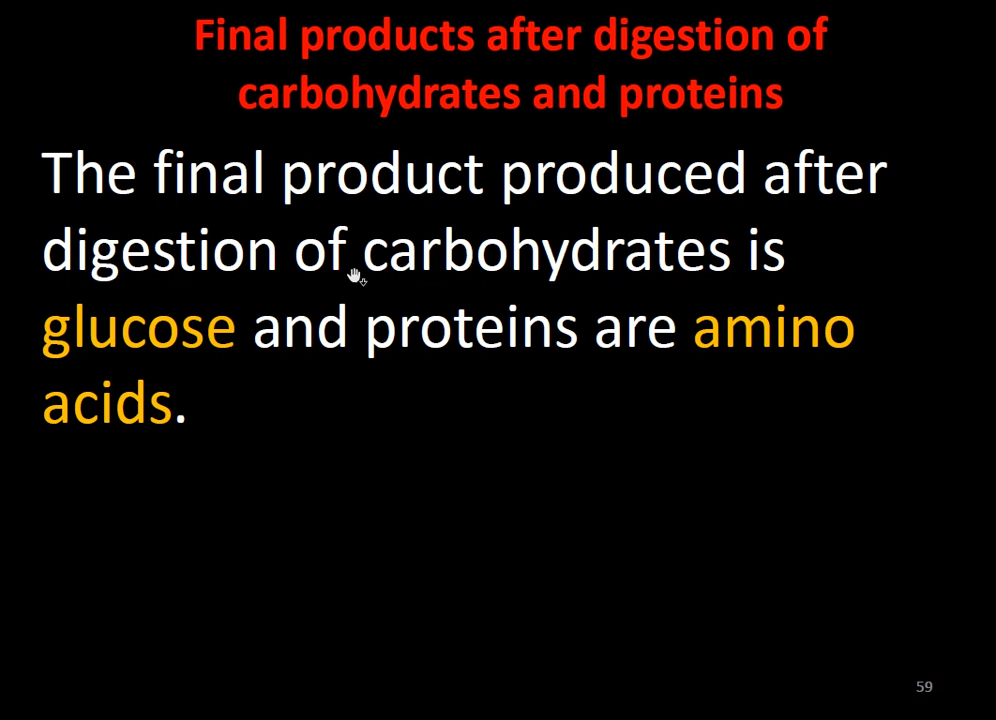 Final products after digestion of
carbohydrates and proteins
The final product produced after
digestion of carbohydrates is
glucose and proteins are amino
acids.
59